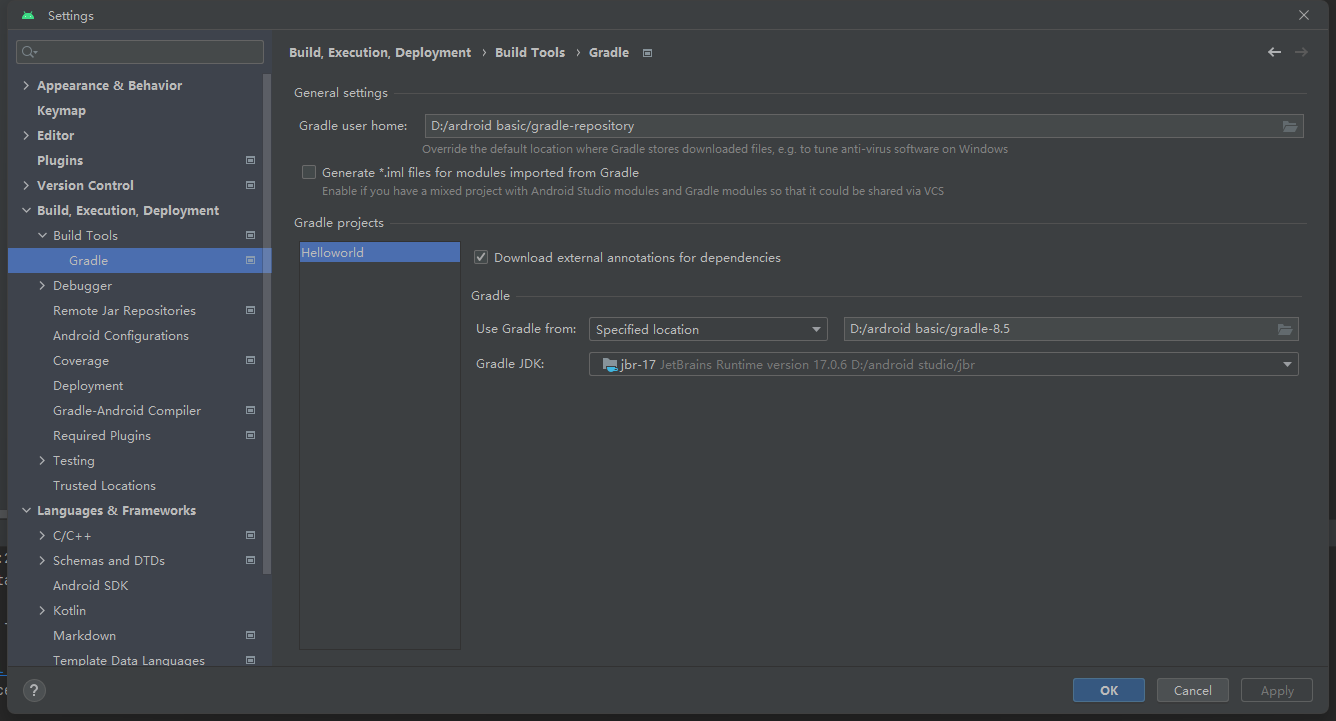 Settings
Appearance & Behavior
Keymap
Editor
Plugins
Version Control
Build, Execution, Deployment
Build Tools
Gradle
Debugger
Remote Jar Repositories
Android Configurations
Coverage
Deployment
Gradle-Android Compiler
Required Plugins
Testing
Trusted Locations
Languages & Frameworks
C/C++
Schemas and DTDs
Android SDK
Kotlin
Markdown
Template Data Languages
Build, Execution, Deployment › Build Tools › Gradle
General settings
Gradle user home: D:/android basic/gradle-repository
Override the default location where Gradle stores downloaded files, e.g. to tune anti-virus software on Windows
Generate *.iml files for modules imported from Gradle
Enable if you have a mixed project with Android Studio modules and Gradle modules so that it could be shared via VCS
Gradle projects
Helloworld
Download external annotations for dependencies
Gradle
Use Gradle from: Specified location D:/android basic/gradle-8.5
Gradle JDK: jbr-17 JetBrains Runtime version 17.0.6 D:/android studio/jbr
?
OK
Cancel
Apply